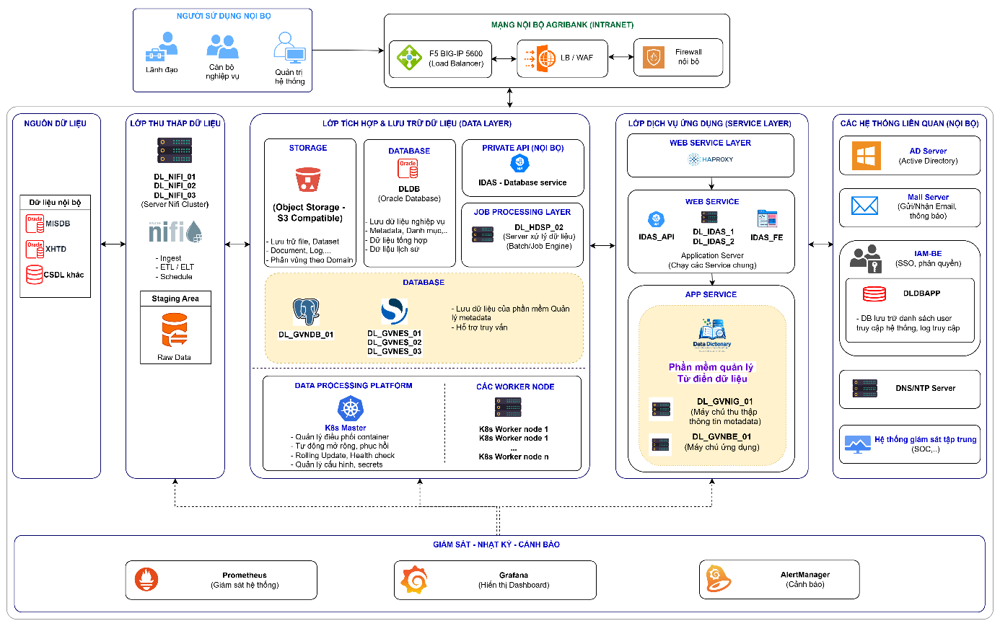 NGƯỜI SỬ DỤNG NỘI BỘ
Lãnh đạo
Cán bộ
nghiệp vụ
Quản trị
hệ thống
MẠNG NỘI BỘ AGRIBANK (INTRANET)
F5 BIG-IP 5600
(Load Balancer)
LB / WAF
Firewall
nội bộ
NGUỒN DỮ LIỆU
Dữ liệu nội bộ
Oracle
MISDB
Oracle
XHTD
CSDL khác
LỚP THU THẬP DỮ LIỆU
DL_NIFI_01
DL_NIFI_02
DL_NIFI_03
(Server Nifi Cluster)
APACHE
nifi
- Ingest
- ETL / ELT
- Schedule
Staging Area
Raw Data
LỚP TÍCH HỢP & LƯU TRỮ DỮ LIỆU (DATA LAYER)
STORAGE
(Object Storage -
S3 Compatible)
- Lưu trữ file, Dataset
- Document, Log,...
- Phân vùng theo Domain
DATABASE
Oracle
DLDB
(Oracle Database)
- Lưu dữ liệu nghiệp vụ
- Metadata, Danh mục,..
- Dữ liệu tổng hợp
- Dữ liệu lịch sử
PRIVATE API (NỘI BỘ)
api
IDAS - Database service
JOB PROCESSING LAYER
DL_HDSP_02
(Server xử lý dữ liệu)
(Batch/Job Engine)
DATABASE
DL_GVNDB_01
DL_GVNES_01
DL_GVNES_02
DL_GVNES_03
- Lưu dữ liệu của phần mềm Quản
lý metadata
- Hỗ trợ truy vấn
DATA PROCESSING PLATFORM
K8s Master
- Quản lý điều phối container
- Tự động mở rộng, phục hồi
- Rolling Update, Health check
- Quản lý cấu hình, secrets
CÁC WORKER NODE
K8s Worker node 1
K8s Worker node 1
...
K8s Worker node n
LỚP DỊCH VỤ ỨNG DỤNG (SERVICE LAYER)
WEB SERVICE LAYER
HAPROXY
WEB SERVICE
api
IDAS_API
DL_IDAS_1
DL_IDAS_2
IDAS_FE
Application Server
(Chạy các Service chung)
APP SERVICE
Data Dictionary
Phần mềm quản lý
Từ điển dữ liệu
DL_GVNIG_01
(Máy chủ thu thập
thông tin metadata)
DL_GVNBE_01
(Máy chủ ứng dụng)
CÁC HỆ THỐNG LIÊN QUAN (NỘI BỘ)
AD Server
(Active Directory)
Mail Server
(Gửi/Nhận Email,
thông báo)
IAM-BE
(SSO, phân quyền)
DLDBAPP
- DB lưu trữ danh sách user
truy cập hệ thống, log truy cập
DNS/NTP Server
Hệ thống giám sát tập trung
(SOC,..)
GIÁM SÁT - NHẬT KÝ - CẢNH BÁO
Prometheus
(Giám sát hệ thống)
Grafana
(Hiển thị Dashboard)
AlertManager
(Cảnh báo)